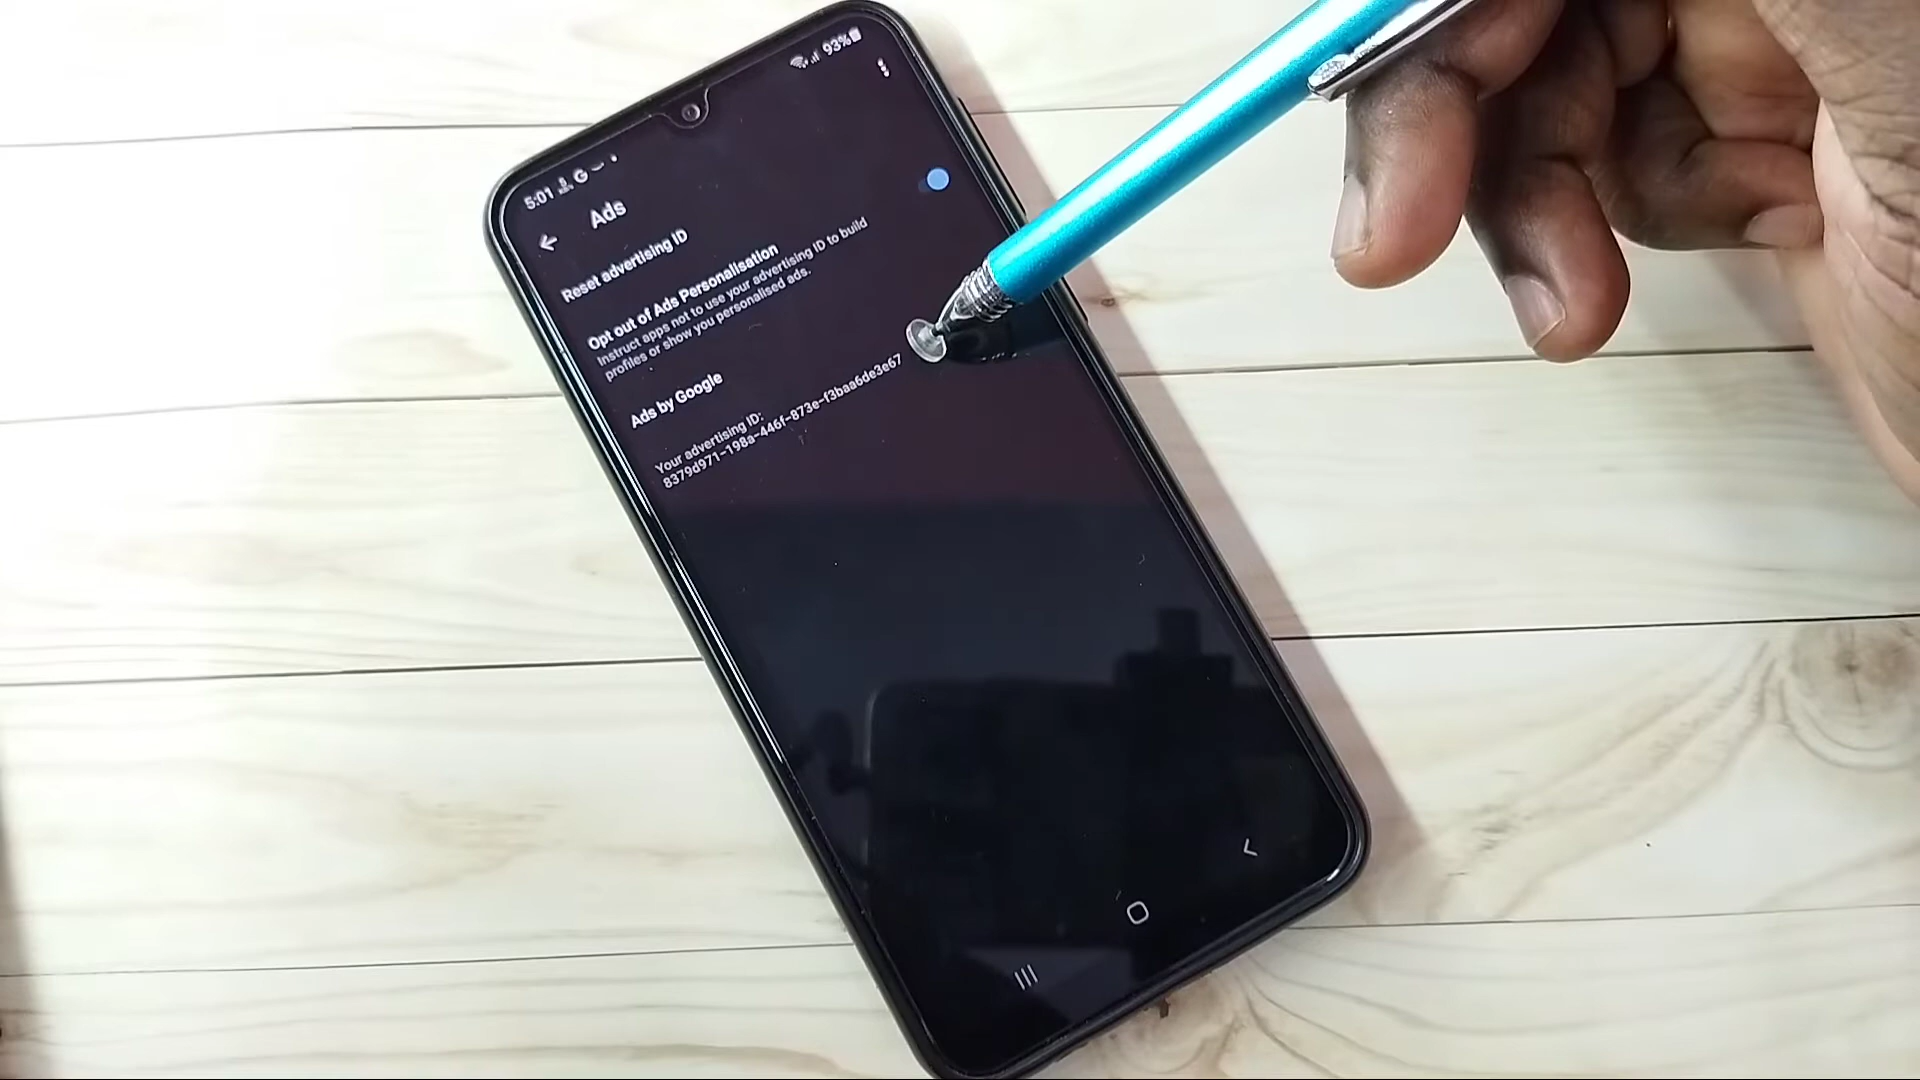 5:01 G 93%
Ads
Reset advertising ID
Opt out of Ads Personalisation
Instruct apps not to use your advertising ID to build
profiles or show you personalised ads.
Ads by Google
Your advertising ID:
8379d971-198a-446f-873e-f3baa6de3e67